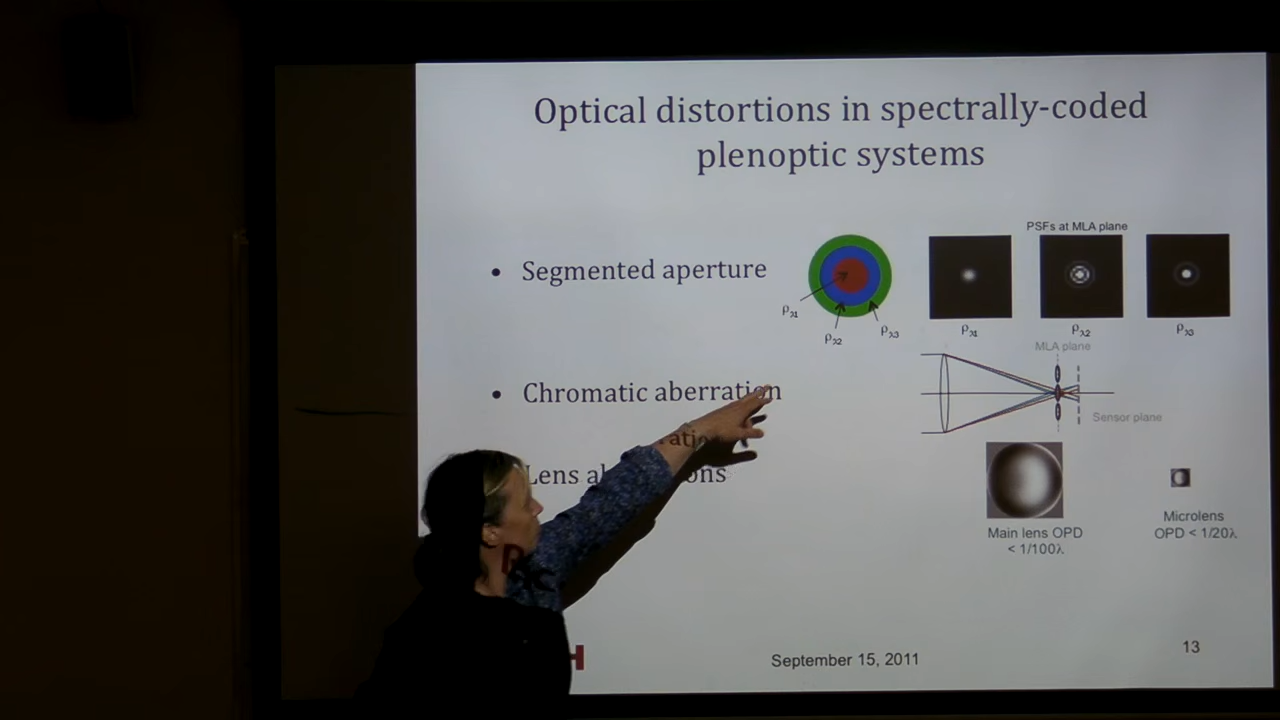 Optical distortions in spectrally-coded
plenoptic systems
• Segmented aperture
ρλ1
ρλ2
ρλ3
PSFs at MLA plane
ρλ1
ρλ2
ρλ3
• Chromatic aberration
MLA plane
Sensor plane
Lens
Main lens OPD
< 1/100λ
Microlens
OPD < 1/20λ
September 15, 2011
13